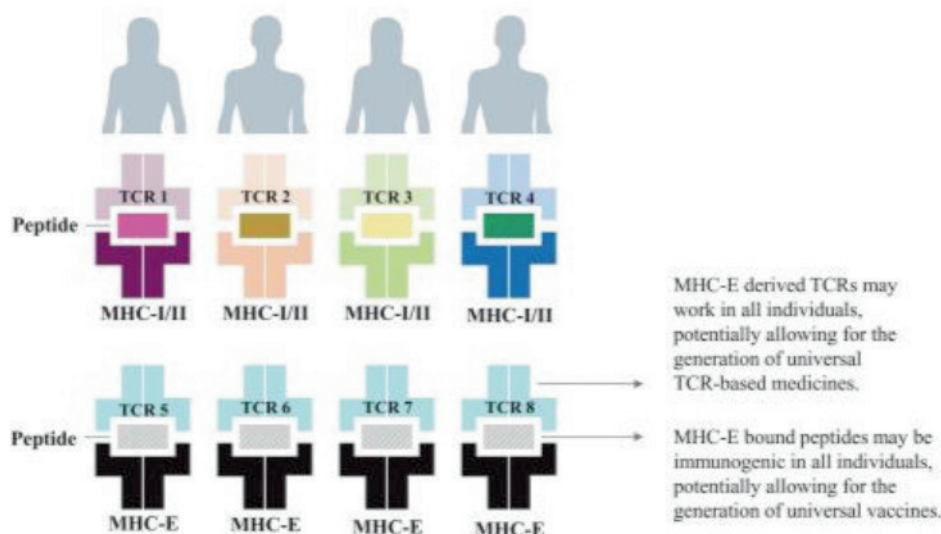 TCR 1
TCR 2
TCR 3
TCR 4
Peptide
MHC-I/II
MHC-I/II
MHC-I/II
MHC-I/II
MHC-E derived TCRs may
work in all individuals,
potentially allowing for the
generation of universal
TCR-based medicines.
TCR 5
TCR 6
TCR 7
TCR 8
Peptide
MHC-E
MHC-E
MHC-E
MHC-E
MHC-E bound peptides may be
immunogenic in all individuals,
potentially allowing for the
generation of universal vaccines.